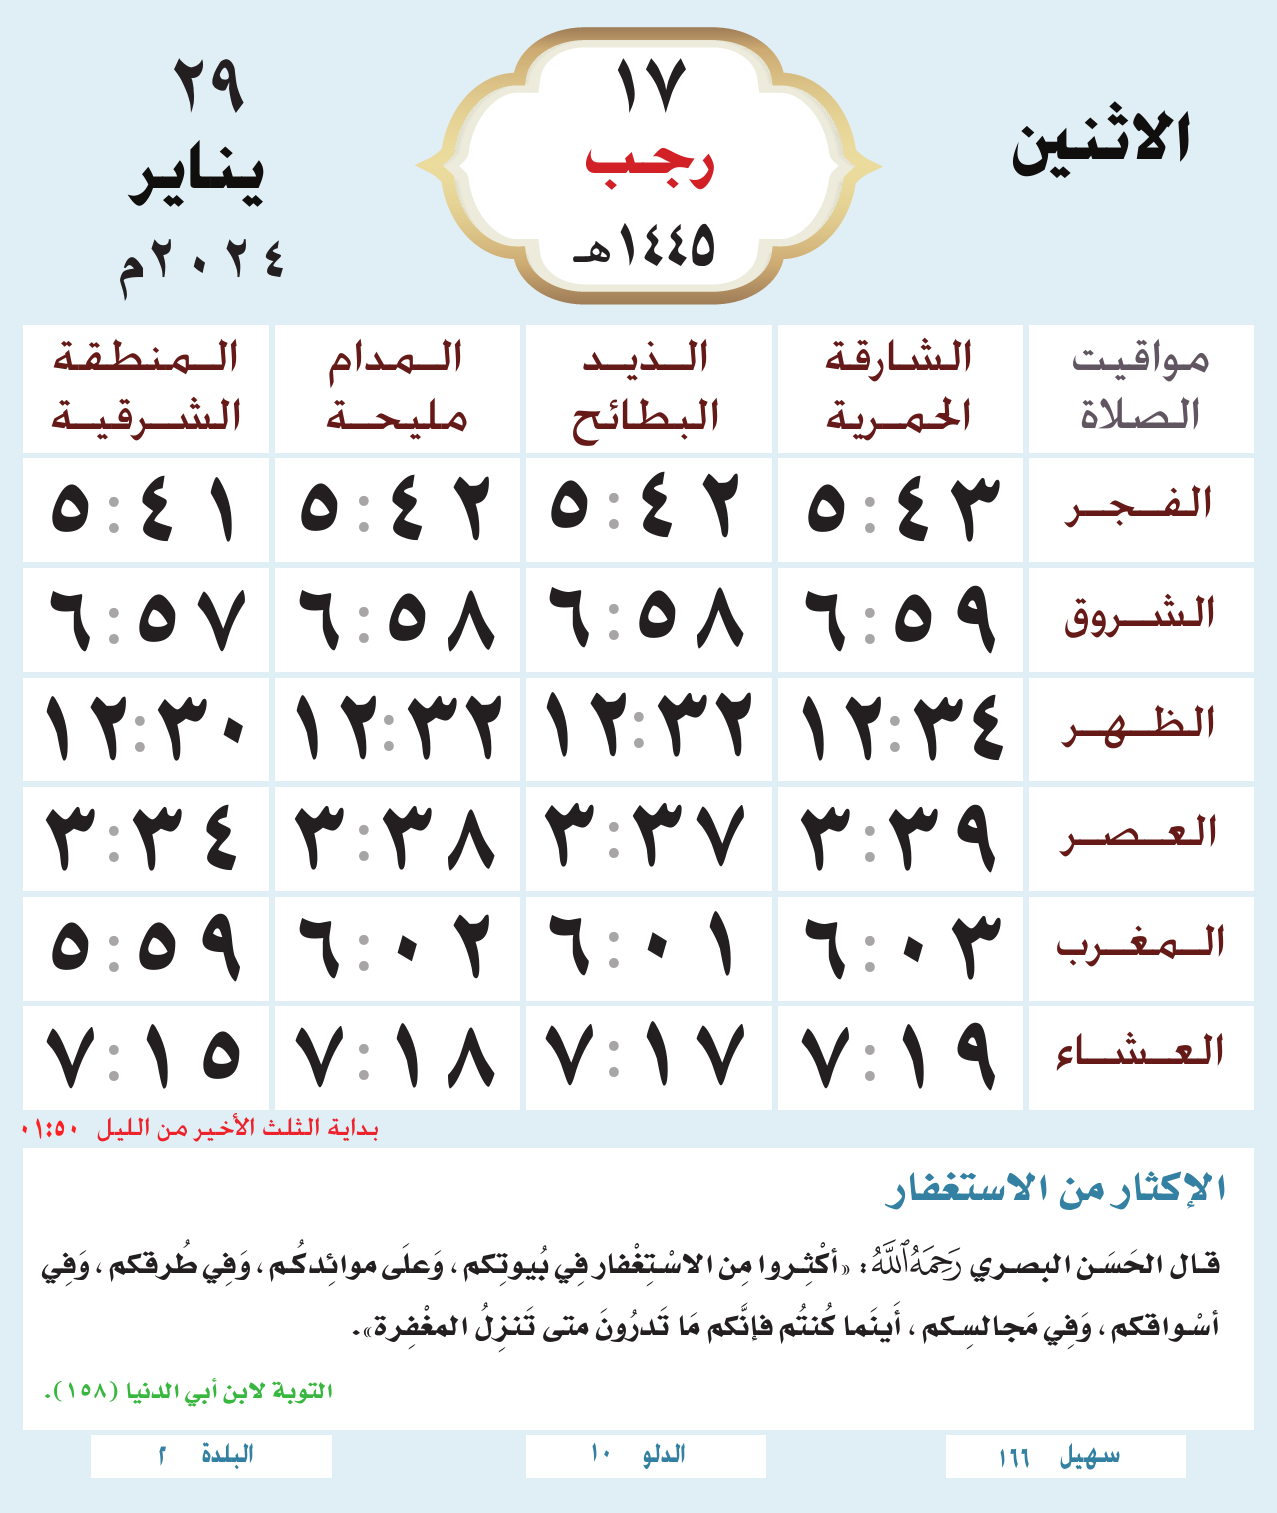 الاثنين
١٧
رجب
١٤٤٥هـ
٢٩
يناير
٢٠٢٤م
مواقيت الصلاة
الشارقة الحمرية
الذيد البطائح
المدام مليحة
المنطقة الشرقية
الفجر ٥:٤٣ ٥:٤٢ ٥:٤٢ ٥:٤١
الشروق ٦:٥٩ ٦:٥٨ ٦:٥٨ ٦:٥٧
الظهر ١٢:٣٤ ١٢:٣٢ ١٢:٣٢ ١٢:٣٠
العصر ٣:٣٩ ٣:٣٧ ٣:٣٨ ٣:٣٤
المغرب ٦:٠٣ ٦:٠١ ٦:٠٢ ٥:٥٩
العشاء ٧:١٩ ٧:١٧ ٧:١٨ ٧:١٥
بداية الثلث الأخير من الليل ٠١:٥٠
الإكثار من الاستغفار
قال الحَسَن البصري رَحِمَهُ اللَّهُ: «أكْثِروا مِن الاسْتِغْفار فِي بُيوتِكم، وَعلَى موائِدكُم، وَفِي طُرقكم، وَفِي
أسْواقكم، وَفِي مَجالسِكم، أَينَما كُنتُم فإنَّكم مَا تَدرُونَ متى تَنزِلُ المغْفِرة».
التوبة لابن أبي الدنيا (١٥٨).
سهيل ١٦٦
الدلو ١٠
البلدة ٢